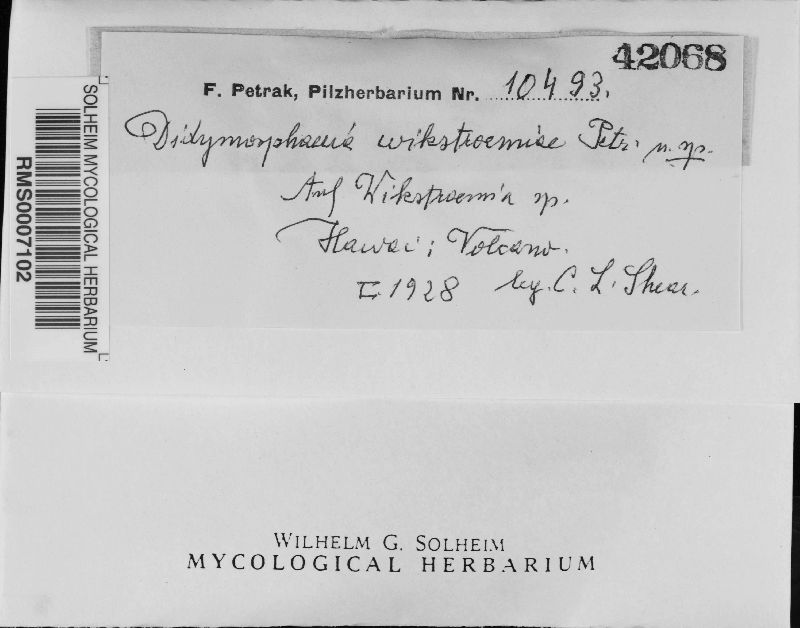 42068
F. Petrak, Pilzherbarium Nr. 10493.
Didymosphaeria wikstroemiae Petr. n. sp.
Auf Wikstroemia sp.
Hawai; Volcano.
1928 leg. C. L. Shear.
SOLHEIM MYCOLOGICAL HERBARIUM
RMS0007102
WILHELM G. SOLHEIM
MYCOLOGICAL HERBARIUM